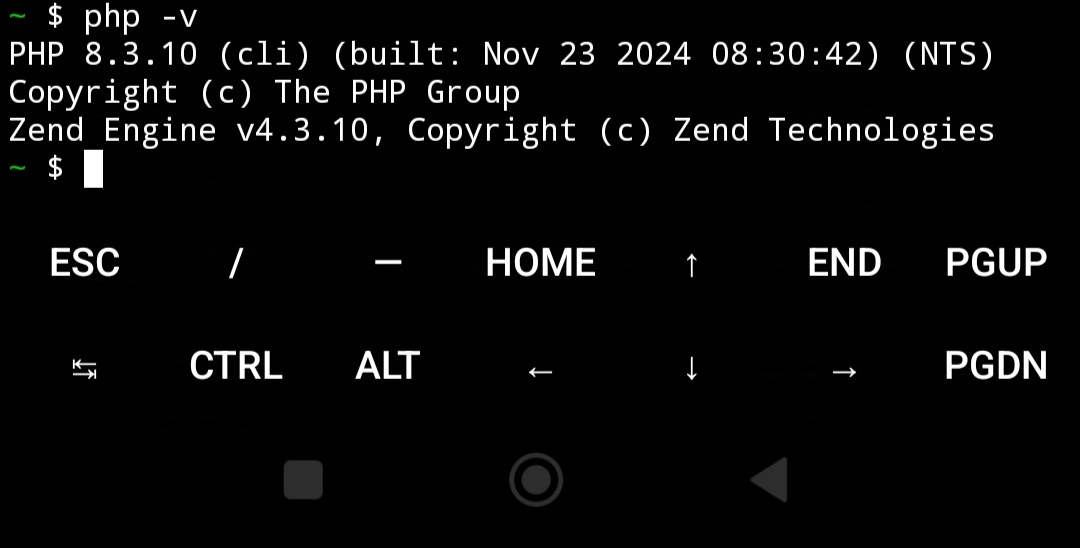 ~ $ php -v
PHP 8.3.10 (cli) (built: Nov 23 2024 08:30:42) (NTS)
Copyright (c) The PHP Group
Zend Engine v4.3.10, Copyright (c) Zend Technologies
~ $
ESC / — HOME ↑ END PGUP
↹ CTRL ALT ← ↓ → PGDN